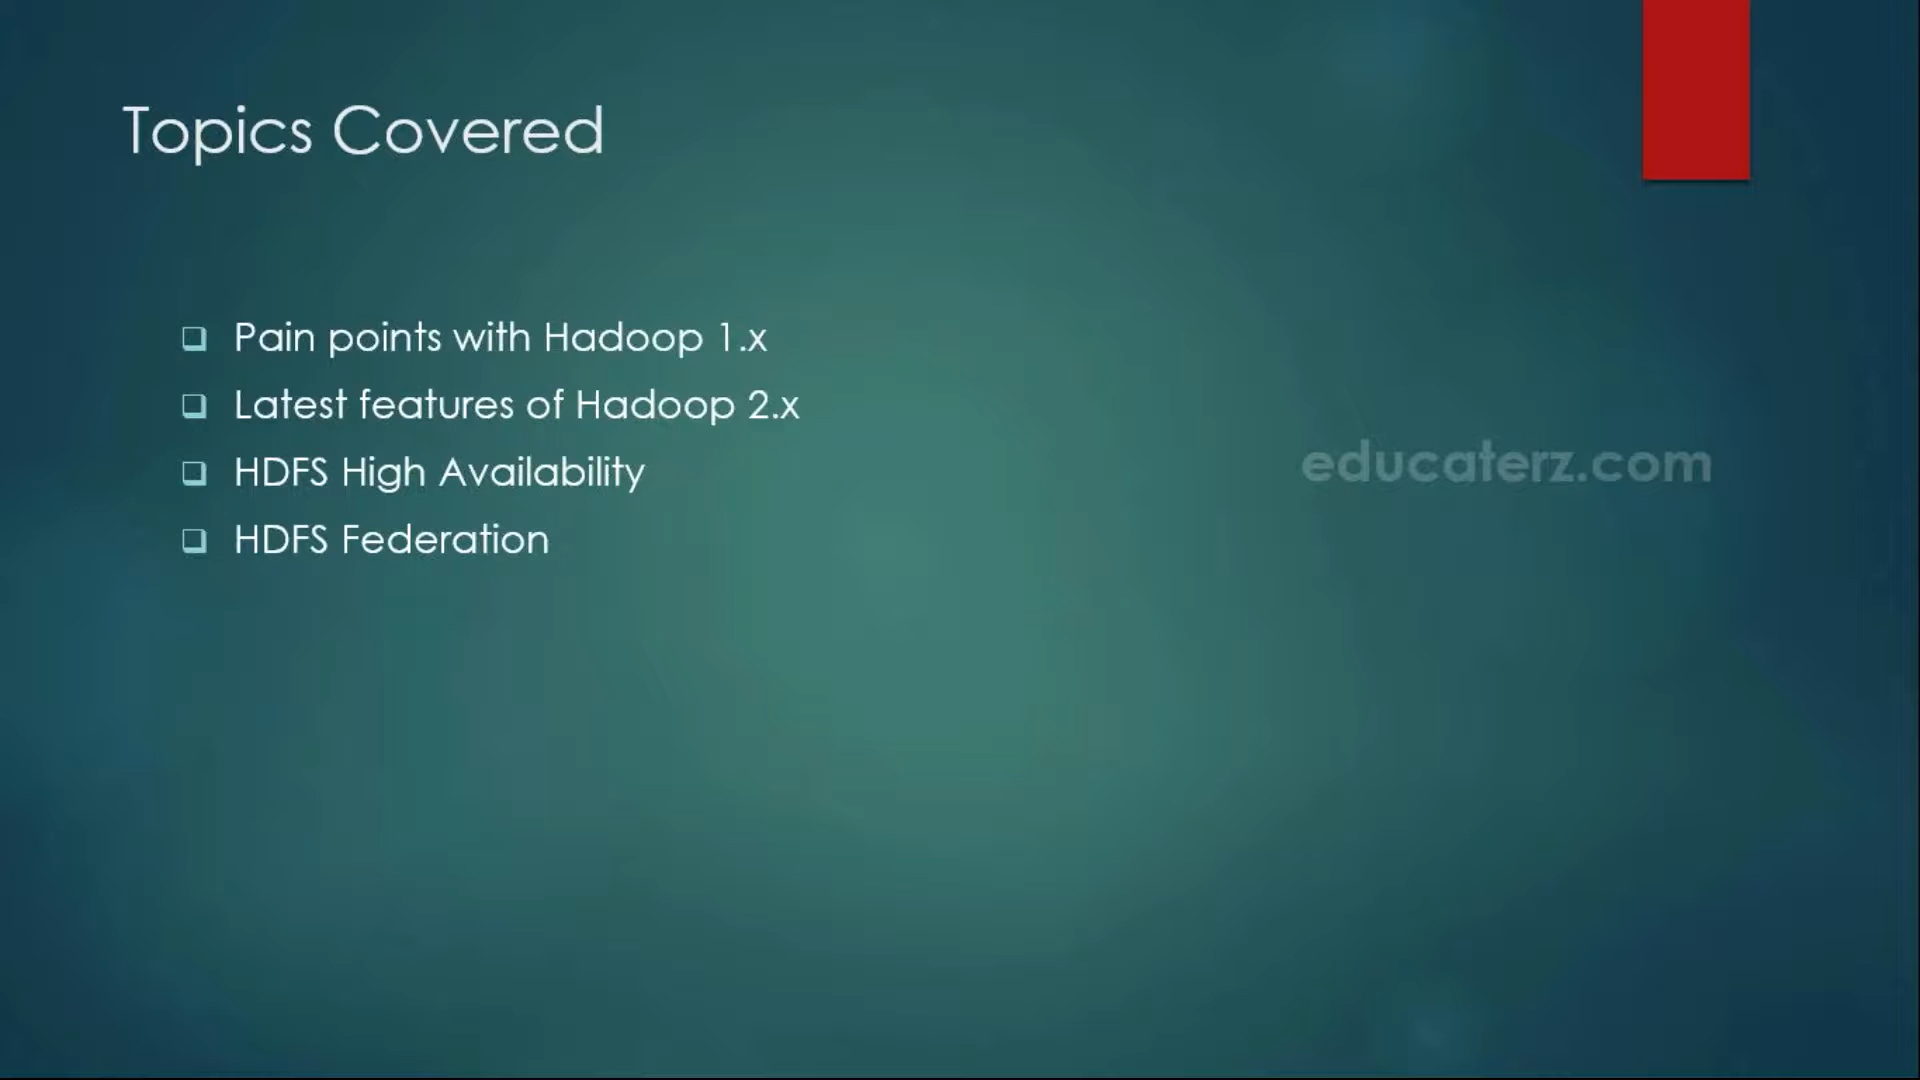 Topics Covered
Pain points with Hadoop 1.x
Latest features of Hadoop 2.x
HDFS High Availability
HDFS Federation
educaterz.com